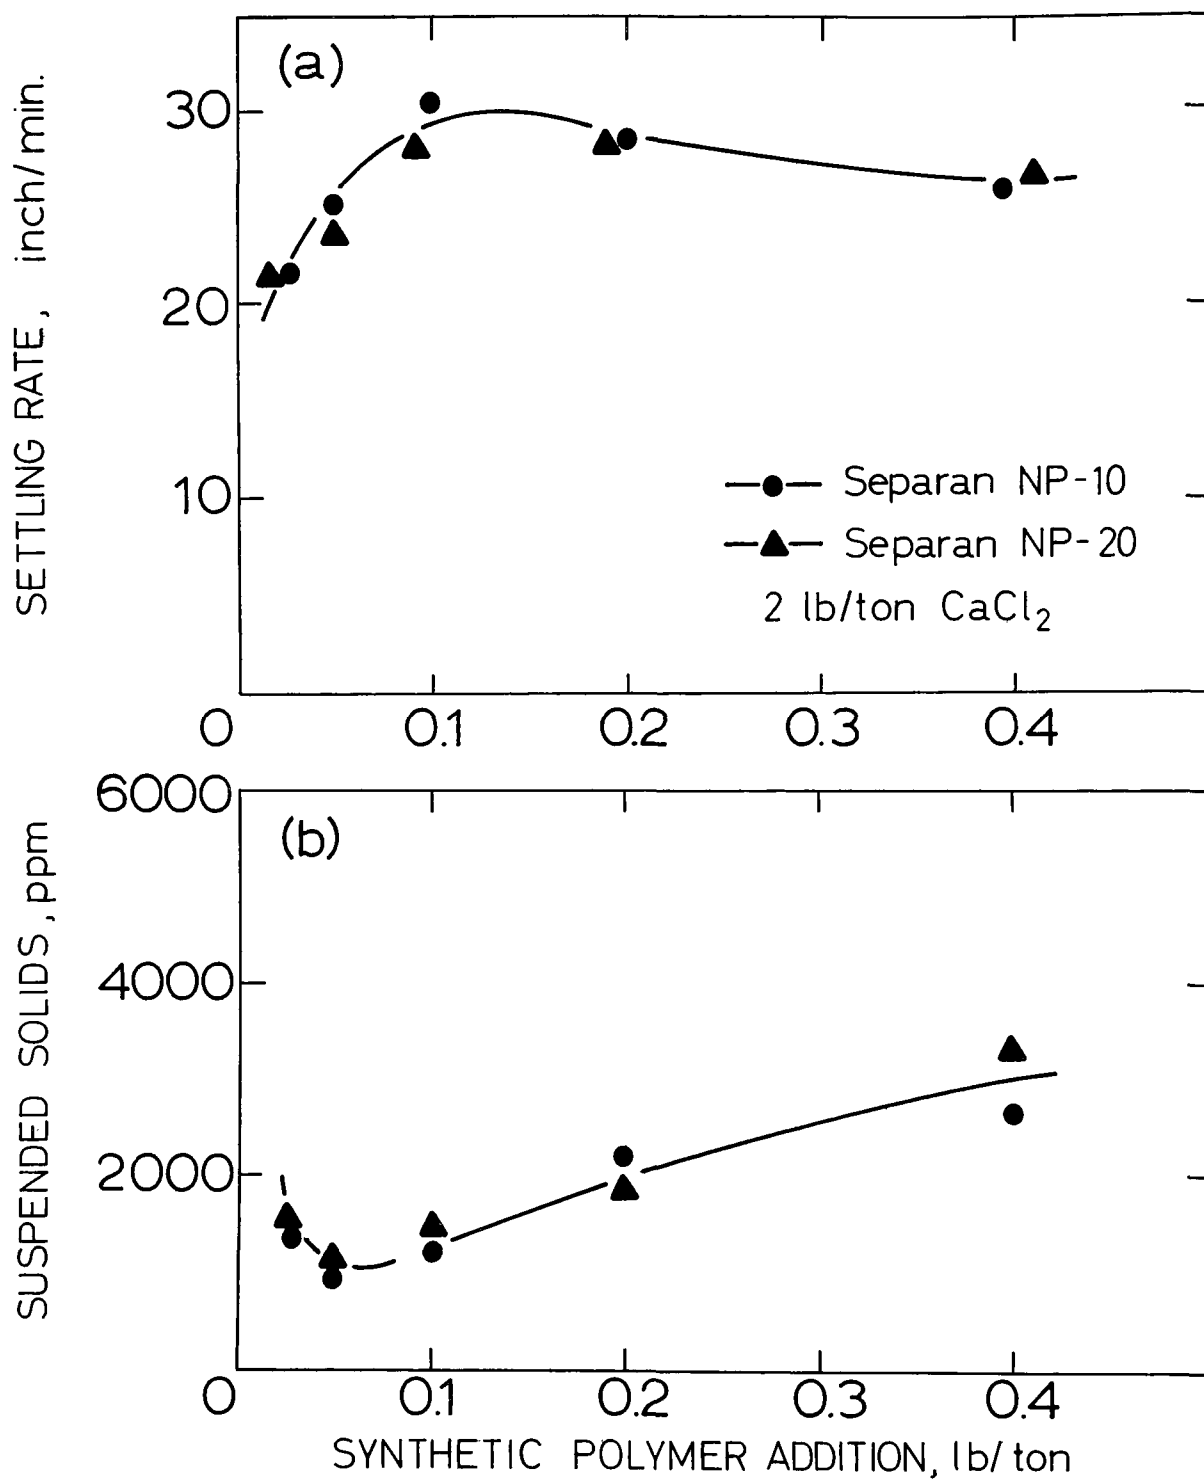 (a)
SETTLING RATE, inch/min.
30
20
10
Separan NP-10
Separan NP-20
2 lb/ton CaCl₂
0 0.1 0.2 0.3 0.4
(b)
SUSPENDED SOLIDS, ppm
6000
4000
2000
0 0.1 0.2 0.3 0.4
SYNTHETIC POLYMER ADDITION, lb/ton